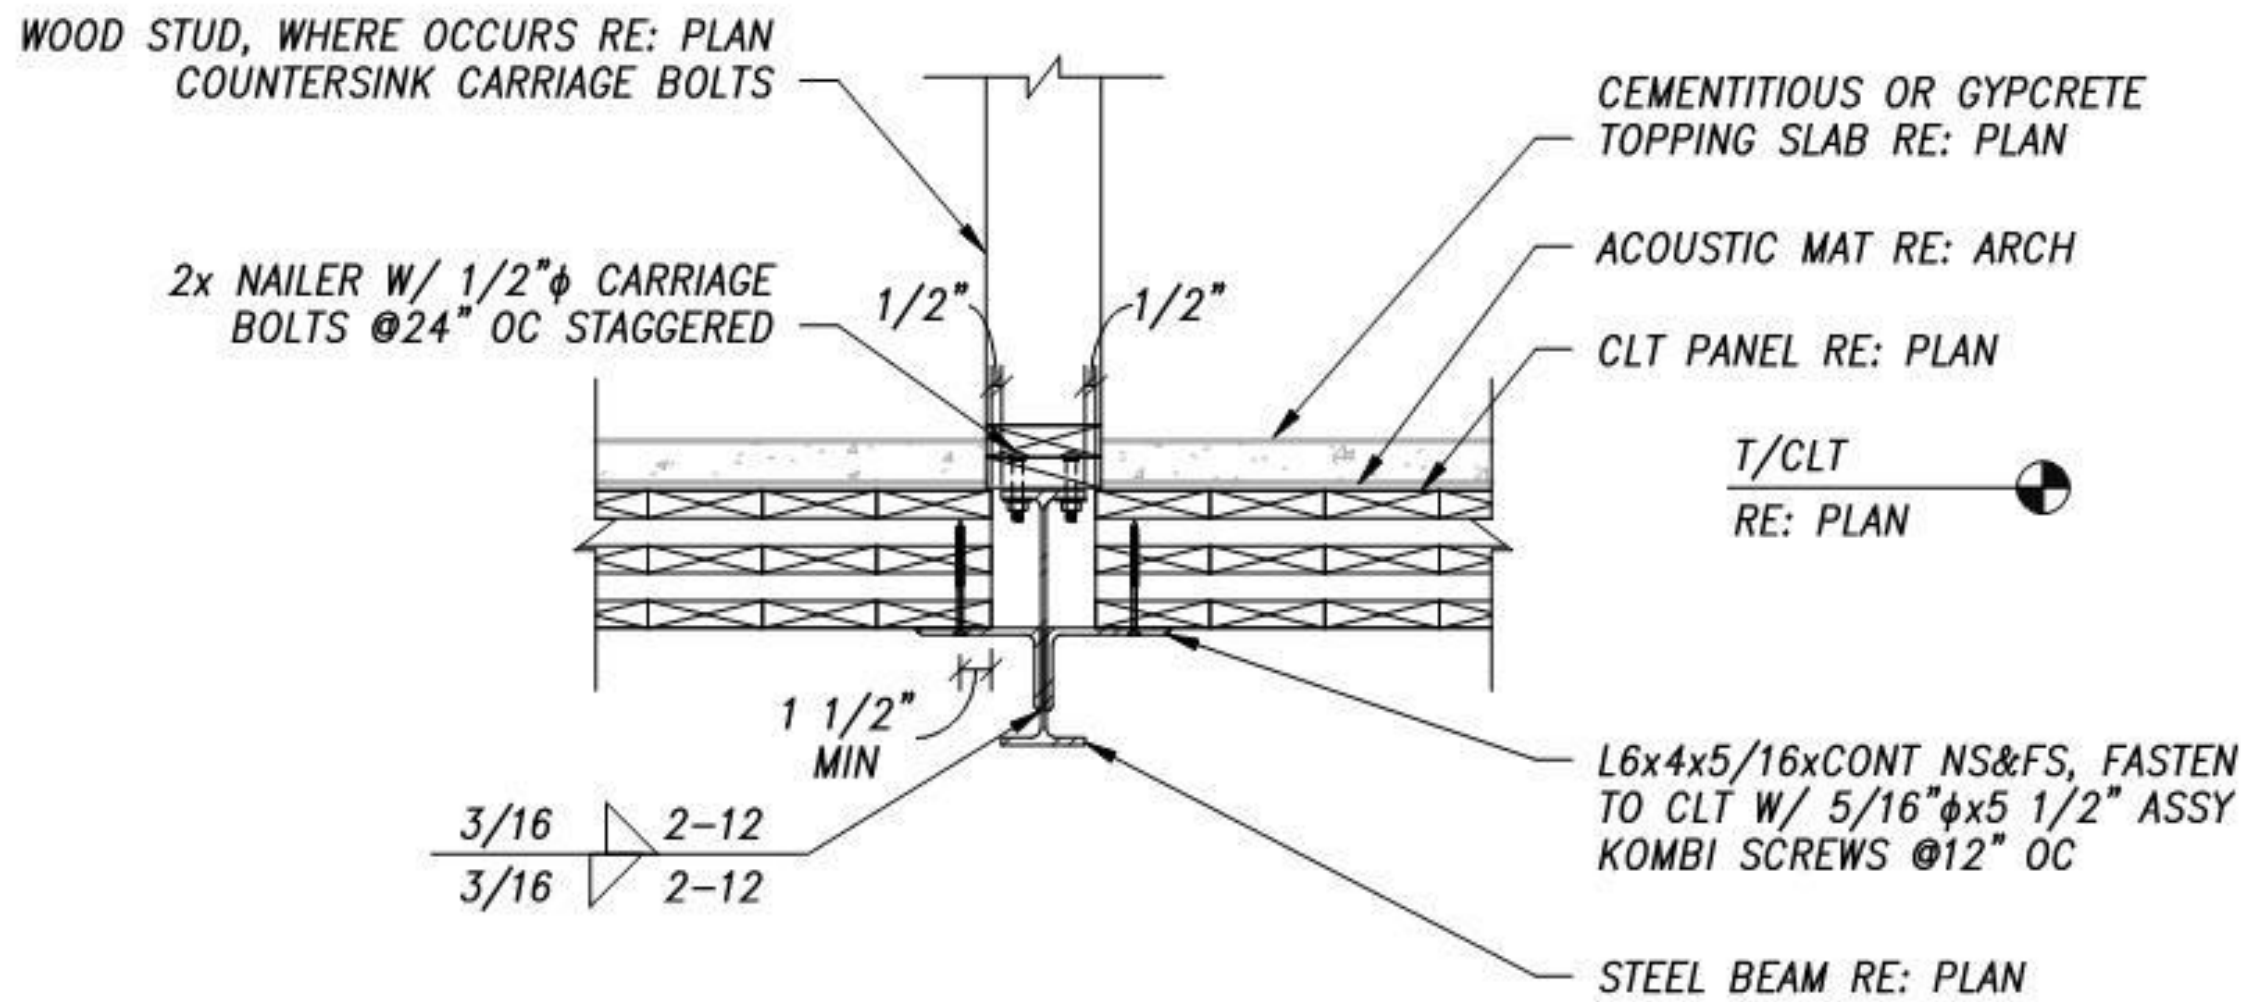 WOOD STUD, WHERE OCCURS RE: PLAN
COUNTERSINK CARRIAGE BOLTS
2x NAILER W/ 1/2"ϕ CARRIAGE
BOLTS @24" OC STAGGERED
1/2"
1/2"
CEMENTITIOUS OR GYPCRETE
TOPPING SLAB RE: PLAN
ACOUSTIC MAT RE: ARCH
CLT PANEL RE: PLAN
T/CLT
RE: PLAN
1 1/2"
MIN
3/16 2-12
3/16 2-12
L6x4x5/16xCONT NS&FS, FASTEN
TO CLT W/ 5/16"ϕx5 1/2" ASSY
KOMBI SCREWS @12" OC
STEEL BEAM RE: PLAN